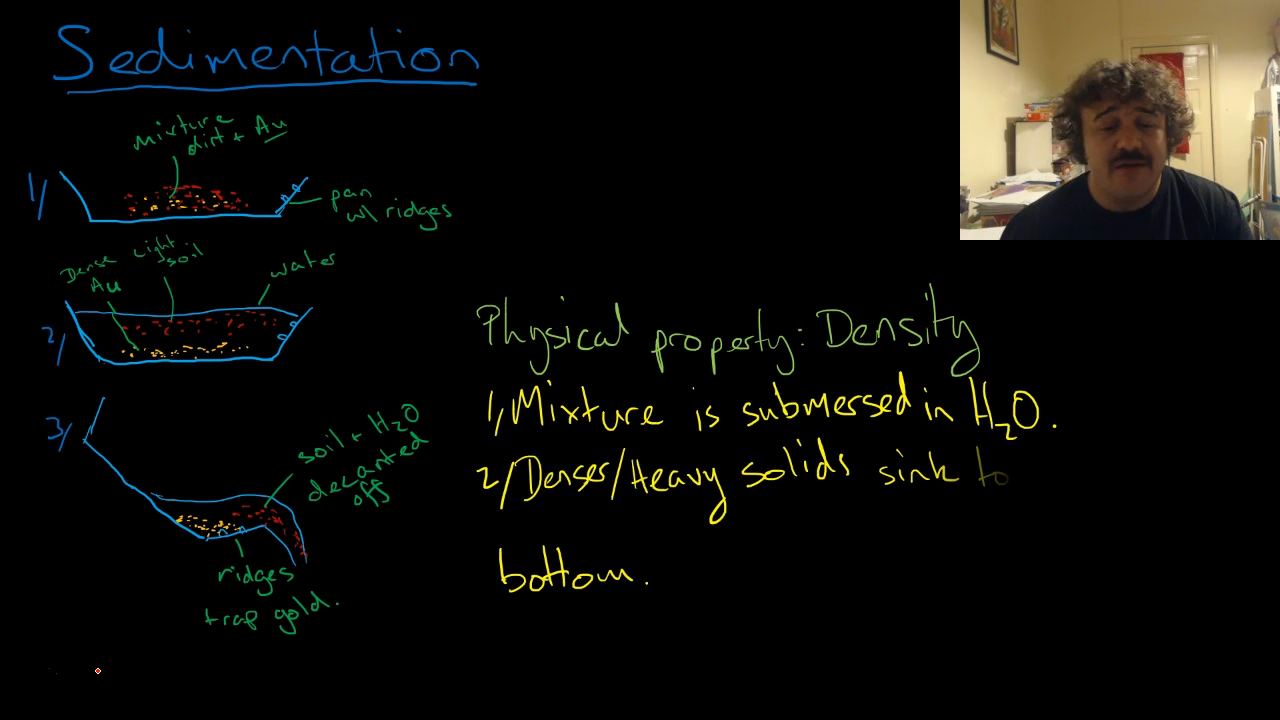 Sedimentation
mixture
dirt + Au
1/
pan
w/ ridges
Dense
Au
Light
soil
water
2/
3/
soil + H2O
decanted
off
ridges
trap gold.
Physical property: Density
1, Mixture is submersed in H2O.
2/ Denser/Heavy solids sink to
bottom.